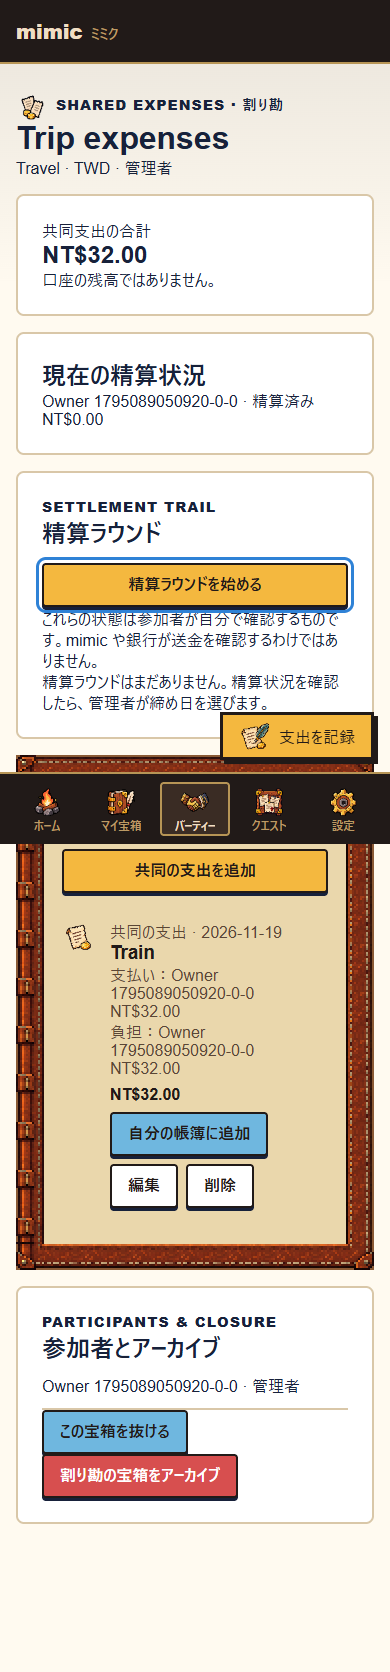 mimic ミミク
SHARED EXPENSES · 割り勘
Trip expenses
Travel · TWD · 管理者
共同支出の合計
NT$32.00
口座の残高ではありません。
現在の精算状況
Owner 1795089050920-0-0 · 精算済み
NT$0.00
SETTLEMENT TRAIL
精算ラウンド
精算ラウンドを始める
これらの状態は参加者が自分で確認するもので
す。mimic や銀行が送金を確認するわけではあ
りません。
精算ラウンドはまだありません。精算状況を確認
したら、管理者が締め日を選びます。
支出を記録
ホーム
マイ宝箱
パーティー
クエスト
設定
共同の支出を追加
共同の支出 · 2026-11-19
Train
支払い：Owner
1795089050920-0-0
NT$32.00
負担：Owner
1795089050920-0-0
NT$32.00
NT$32.00
自分の帳簿に追加
編集
削除
PARTICIPANTS & CLOSURE
参加者とアーカイブ
Owner 1795089050920-0-0 · 管理者
この宝箱を抜ける
割り勘の宝箱をアーカイブ